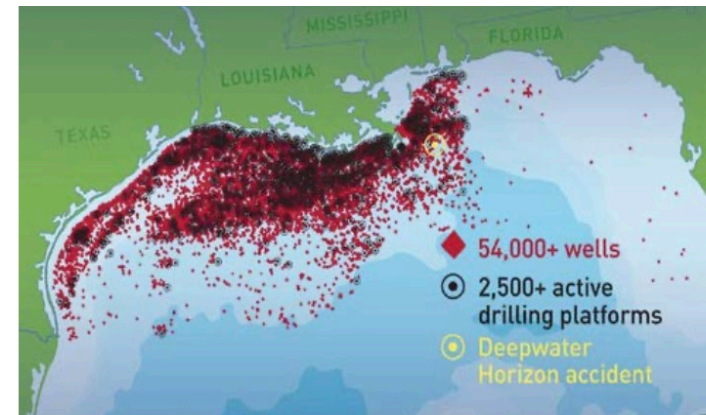 MISSISSIPPI
FLORIDA
LOUISIANA
TEXAS
54,000+ wells
2,500+ active
drilling platforms
Deepwater
Horizon accident